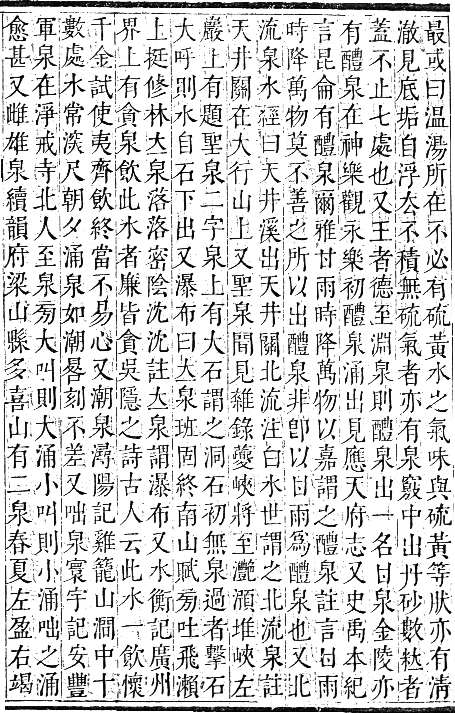 最或曰温湯所在不必有硫黃水之氣味與硫黃等狀亦有淸
澈見底垢自浮去不積無硫氣者亦有泉竅中出丹砂數粒者
蓋不止七處也又王者德至淵泉則醴泉出一名甘泉金陵亦
有醴泉在神樂觀永樂初醴泉涌出見應天府志又史禹本紀
言昆侖有醴泉爾雅甘雨時降萬物以嘉謂之醴泉註言甘雨
時降萬物莫不善之所以出醴泉非卽以甘雨爲醴泉也又北
流泉水經曰天井溪出天井關北流注白水世謂之北流泉註
天井關在大行山上又聖泉聞見雜錄夔峽將至灎澦堆峽左
巖上有題聖泉二字泉上有大石謂之洞石初無泉過者擊石
大呼則水自石下出又瀑布曰立泉班固終南山賦旁吐飛瀨
上挺修林立泉落落密陰沈沈註立泉謂瀑布又水衡記廣州
界上有貪泉飮此水者廉皆貪吳隱之詩古人云此水一飮懷
千金試使夷齊飮終當不易心又潮泉潯陽記雞籠山澗中十
數處水常淡尺朝夕涌泉如潮晷刻不差又咄泉寰宇記安豐
軍泉在淨戒寺北人至泉旁大叫則大涌小叫則小涌咄之涌
愈甚又雌雄泉續韻府梁山縣多喜山有二泉春夏左盈右竭